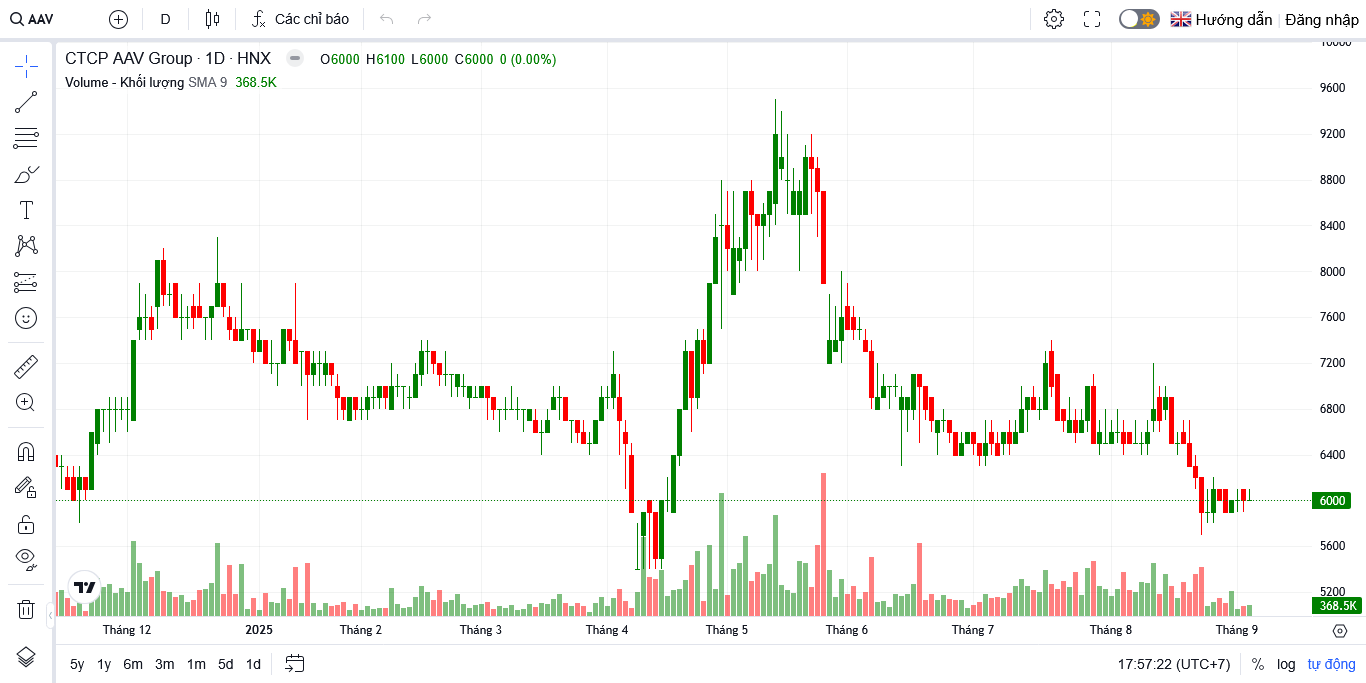 AAV
D
Các chỉ báo
Hướng dẫn
Đăng nhập
CTCP AAV Group · 1D · HNX
O6000 H6100 L6000 C6000 0 (0.00%)
Volume - Khối lượng SMA 9 368.5K
10000
9600
9200
8800
8400
8000
7600
7200
6800
6400
6000
5600
5200
368.5K
Tháng 12 2025 Tháng 2 Tháng 3 Tháng 4 Tháng 5 Tháng 6 Tháng 7 Tháng 8 Tháng 9
5y 1y 6m 3m 1m 5d 1d
17:57:22 (UTC+7) % log tự động